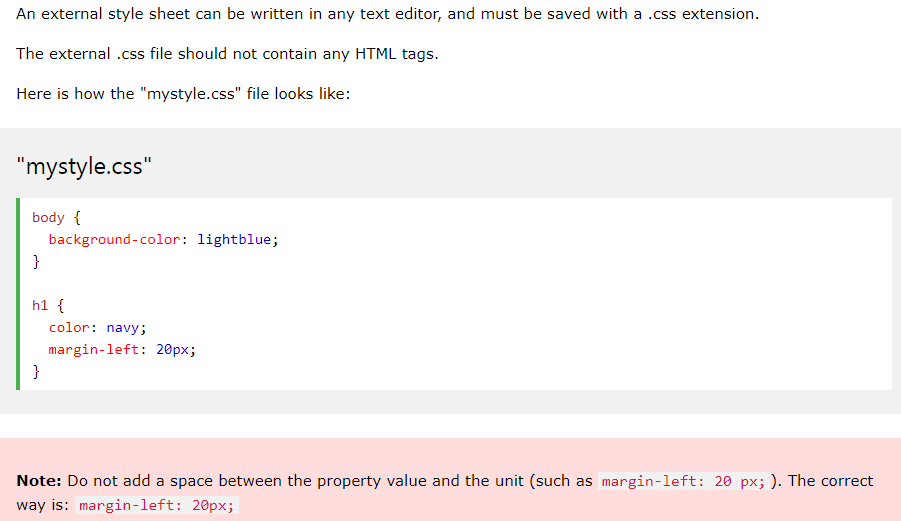 An external style sheet can be written in any text editor, and must be saved with a .css extension.
The external .css file should not contain any HTML tags.
Here is how the "mystyle.css" file looks like:
"mystyle.css"
body {
  background-color: lightblue;
}
h1 {
  color: navy;
  margin-left: 20px;
}
Note: Do not add a space between the property value and the unit (such as margin-left: 20 px; ). The correct
way is: margin-left: 20px;